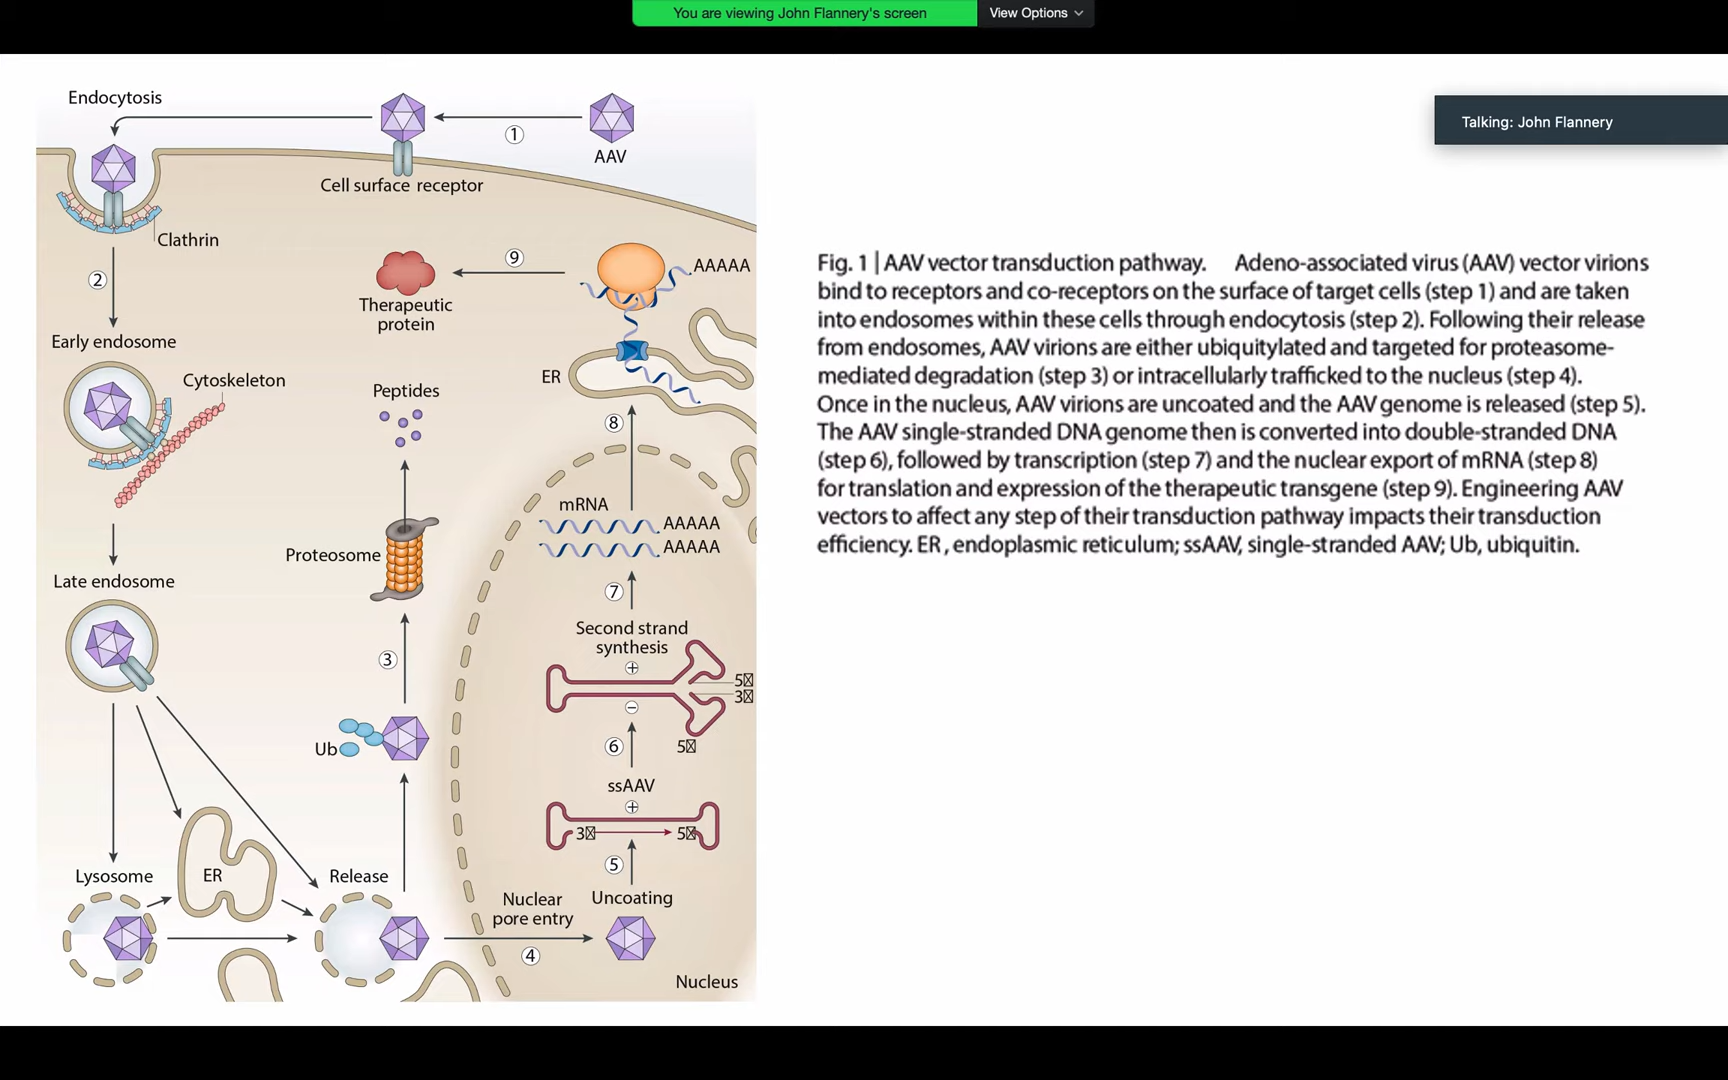 You are viewing John Flannery's screen
View Options
Talking: John Flannery
Endocytosis
1
AAV
Cell surface receptor
Clathrin
2
9
AAAAA
Therapeutic
protein
Early endosome
Cytoskeleton
Peptides
ER
8
mRNA
AAAAA
AAAAA
Proteosome
7
Late endosome
Second strand
synthesis
+
5
3
−
5
3
Ub
6
ssAAV
+
3
5
5
Lysosome
ER
Release
Nuclear
pore entry
Uncoating
4
Nucleus
Fig. 1 | AAV vector transduction pathway. Adeno-associated virus (AAV) vector virions
bind to receptors and co-receptors on the surface of target cells (step 1) and are taken
into endosomes within these cells through endocytosis (step 2). Following their release
from endosomes, AAV virions are either ubiquitylated and targeted for proteasome-
mediated degradation (step 3) or intracellularly trafficked to the nucleus (step 4).
Once in the nucleus, AAV virions are uncoated and the AAV genome is released (step 5).
The AAV single-stranded DNA genome then is converted into double-stranded DNA
(step 6), followed by transcription (step 7) and the nuclear export of mRNA (step 8)
for translation and expression of the therapeutic transgene (step 9). Engineering AAV
vectors to affect any step of their transduction pathway impacts their transduction
efficiency. ER, endoplasmic reticulum; ssAAV, single-stranded AAV; Ub, ubiquitin.